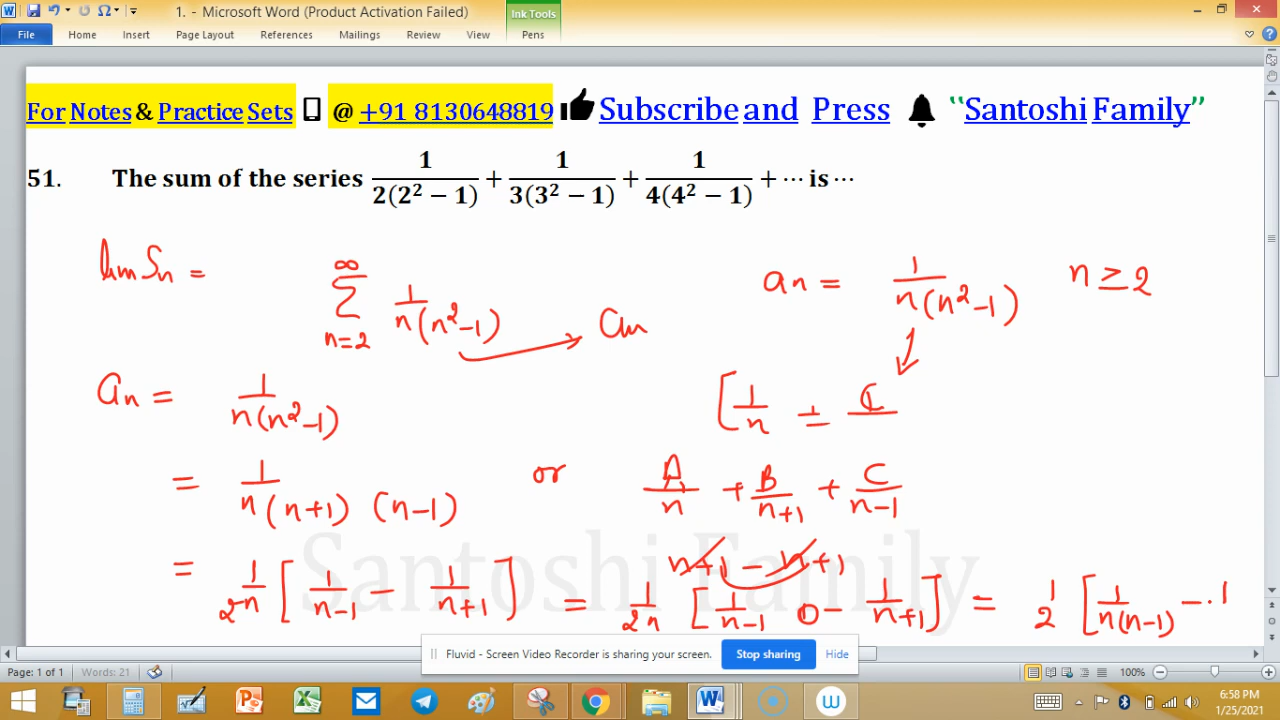 1. - Microsoft Word (Product Activation Failed)
Ink Tools
File Home Insert Page Layout References Mailings Review View Pens
For Notes & Practice Sets @ +91 8130648819 Subscribe and Press "Santoshi Family"
51. The sum of the series 1/(2(2² − 1)) + 1/(3(3² − 1)) + 1/(4(4² − 1)) + ⋯ is ⋯
lim Sn = ∞ Σ n=2 1/(n(n²-1)) → an
an = 1/(n(n²-1)) n ≥ 2
an = 1/(n(n²-1))
[1/n ±
= 1/(n(n+1)(n-1)) or A/n + B/(n+1) + C/(n-1)
n+1 - n+1
= 1/2n [1/(n-1) - 1/(n+1)] = 1/2n [1/(n-1) - 1/(n+1)] = 1/2 [1/(n(n-1)) -
Santoshi Family
Fluvid - Screen Video Recorder is sharing your screen. Stop sharing Hide
Page: 1 of 1 Words: 21 100%
6:58 PM
1/25/2021